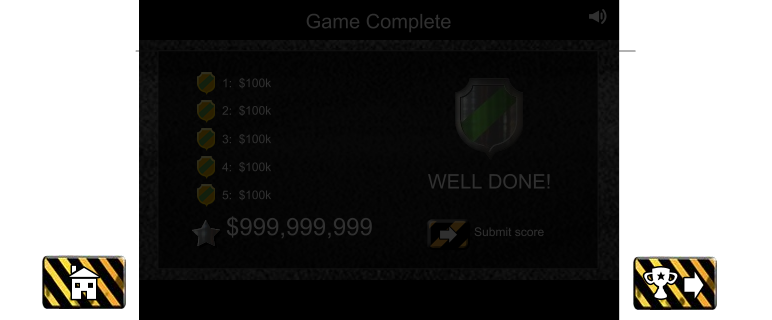 Game Complete
1: $100k
2: $100k
3: $100k
4: $100k
5: $100k
WELL DONE!
$999,999,999
Submit score